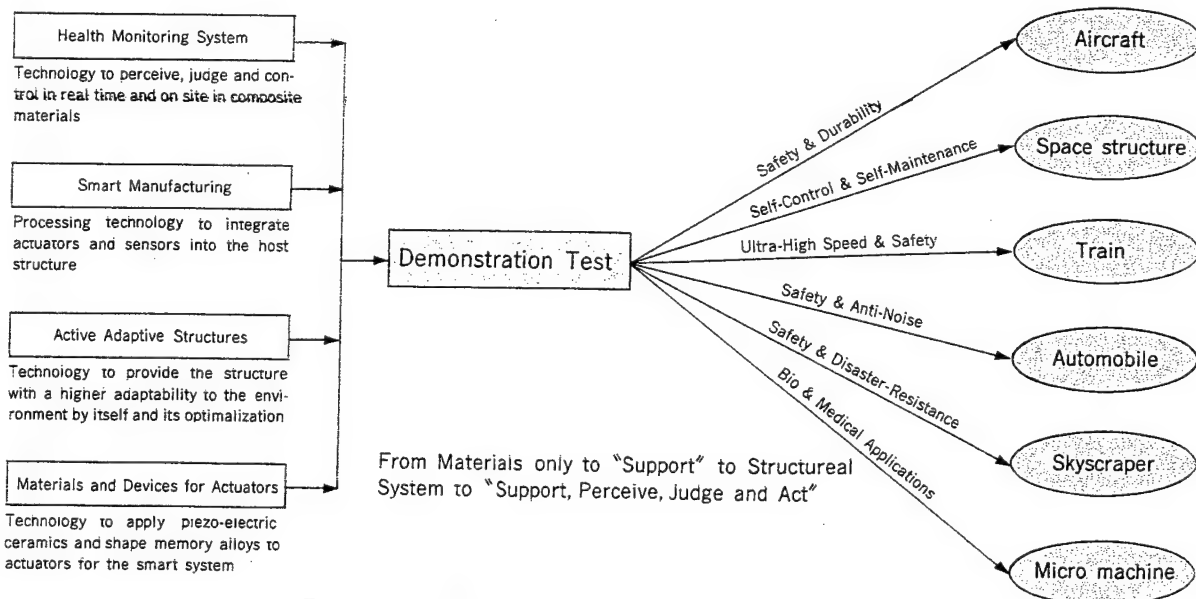 Health Monitoring System
Technology to perceive, judge and con-
trol in real time and on site in composite
materials
Smart Manufacturing
Processing technology to integrate
actuators and sensors into the host
structure
Active Adaptive Structures
Technology to provide the structure
with a higher adaptability to the envi-
ronment by itself and its optimalization
Materials and Devices for Actuators
Technology to apply piezo-electric
ceramics and shape memory alloys to
actuators for the smart system
Demonstration Test
From Materials only to "Support" to Structureal
System to "Support, Perceive, Judge and Act"
Safety & Durability
Self-Control & Self-Maintenance
Ultra-High Speed & Safety
Safety & Anti-Noise
Safety & Disaster-Resistance
Bio & Medical Applications
Aircraft
Space structure
Train
Automobile
Skyscraper
Micro machine